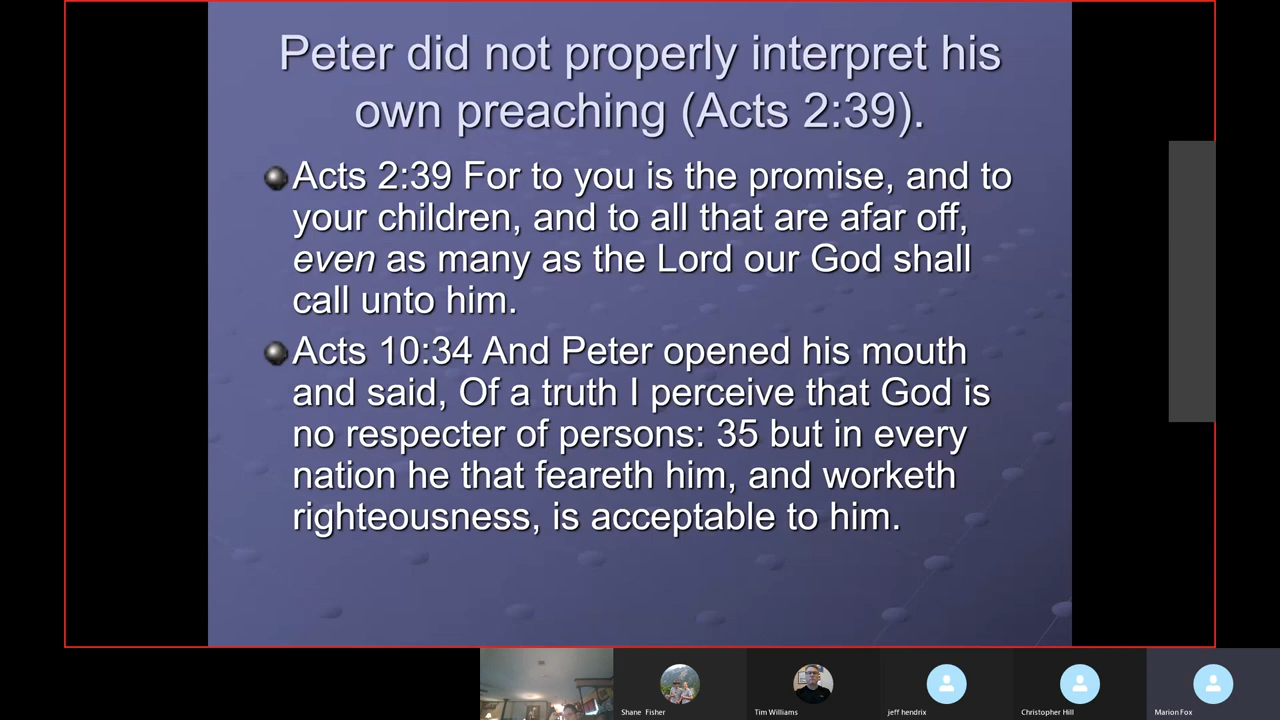 Peter did not properly interpret his
own preaching (Acts 2:39).
Acts 2:39 For to you is the promise, and to
your children, and to all that are afar off,
even as many as the Lord our God shall
call unto him.
Acts 10:34 And Peter opened his mouth
and said, Of a truth I perceive that God is
no respecter of persons: 35 but in every
nation he that feareth him, and worketh
righteousness, is acceptable to him.
Shane Fisher
Tim Williams
jeff hendrix
Christopher Hill
Marion Fox